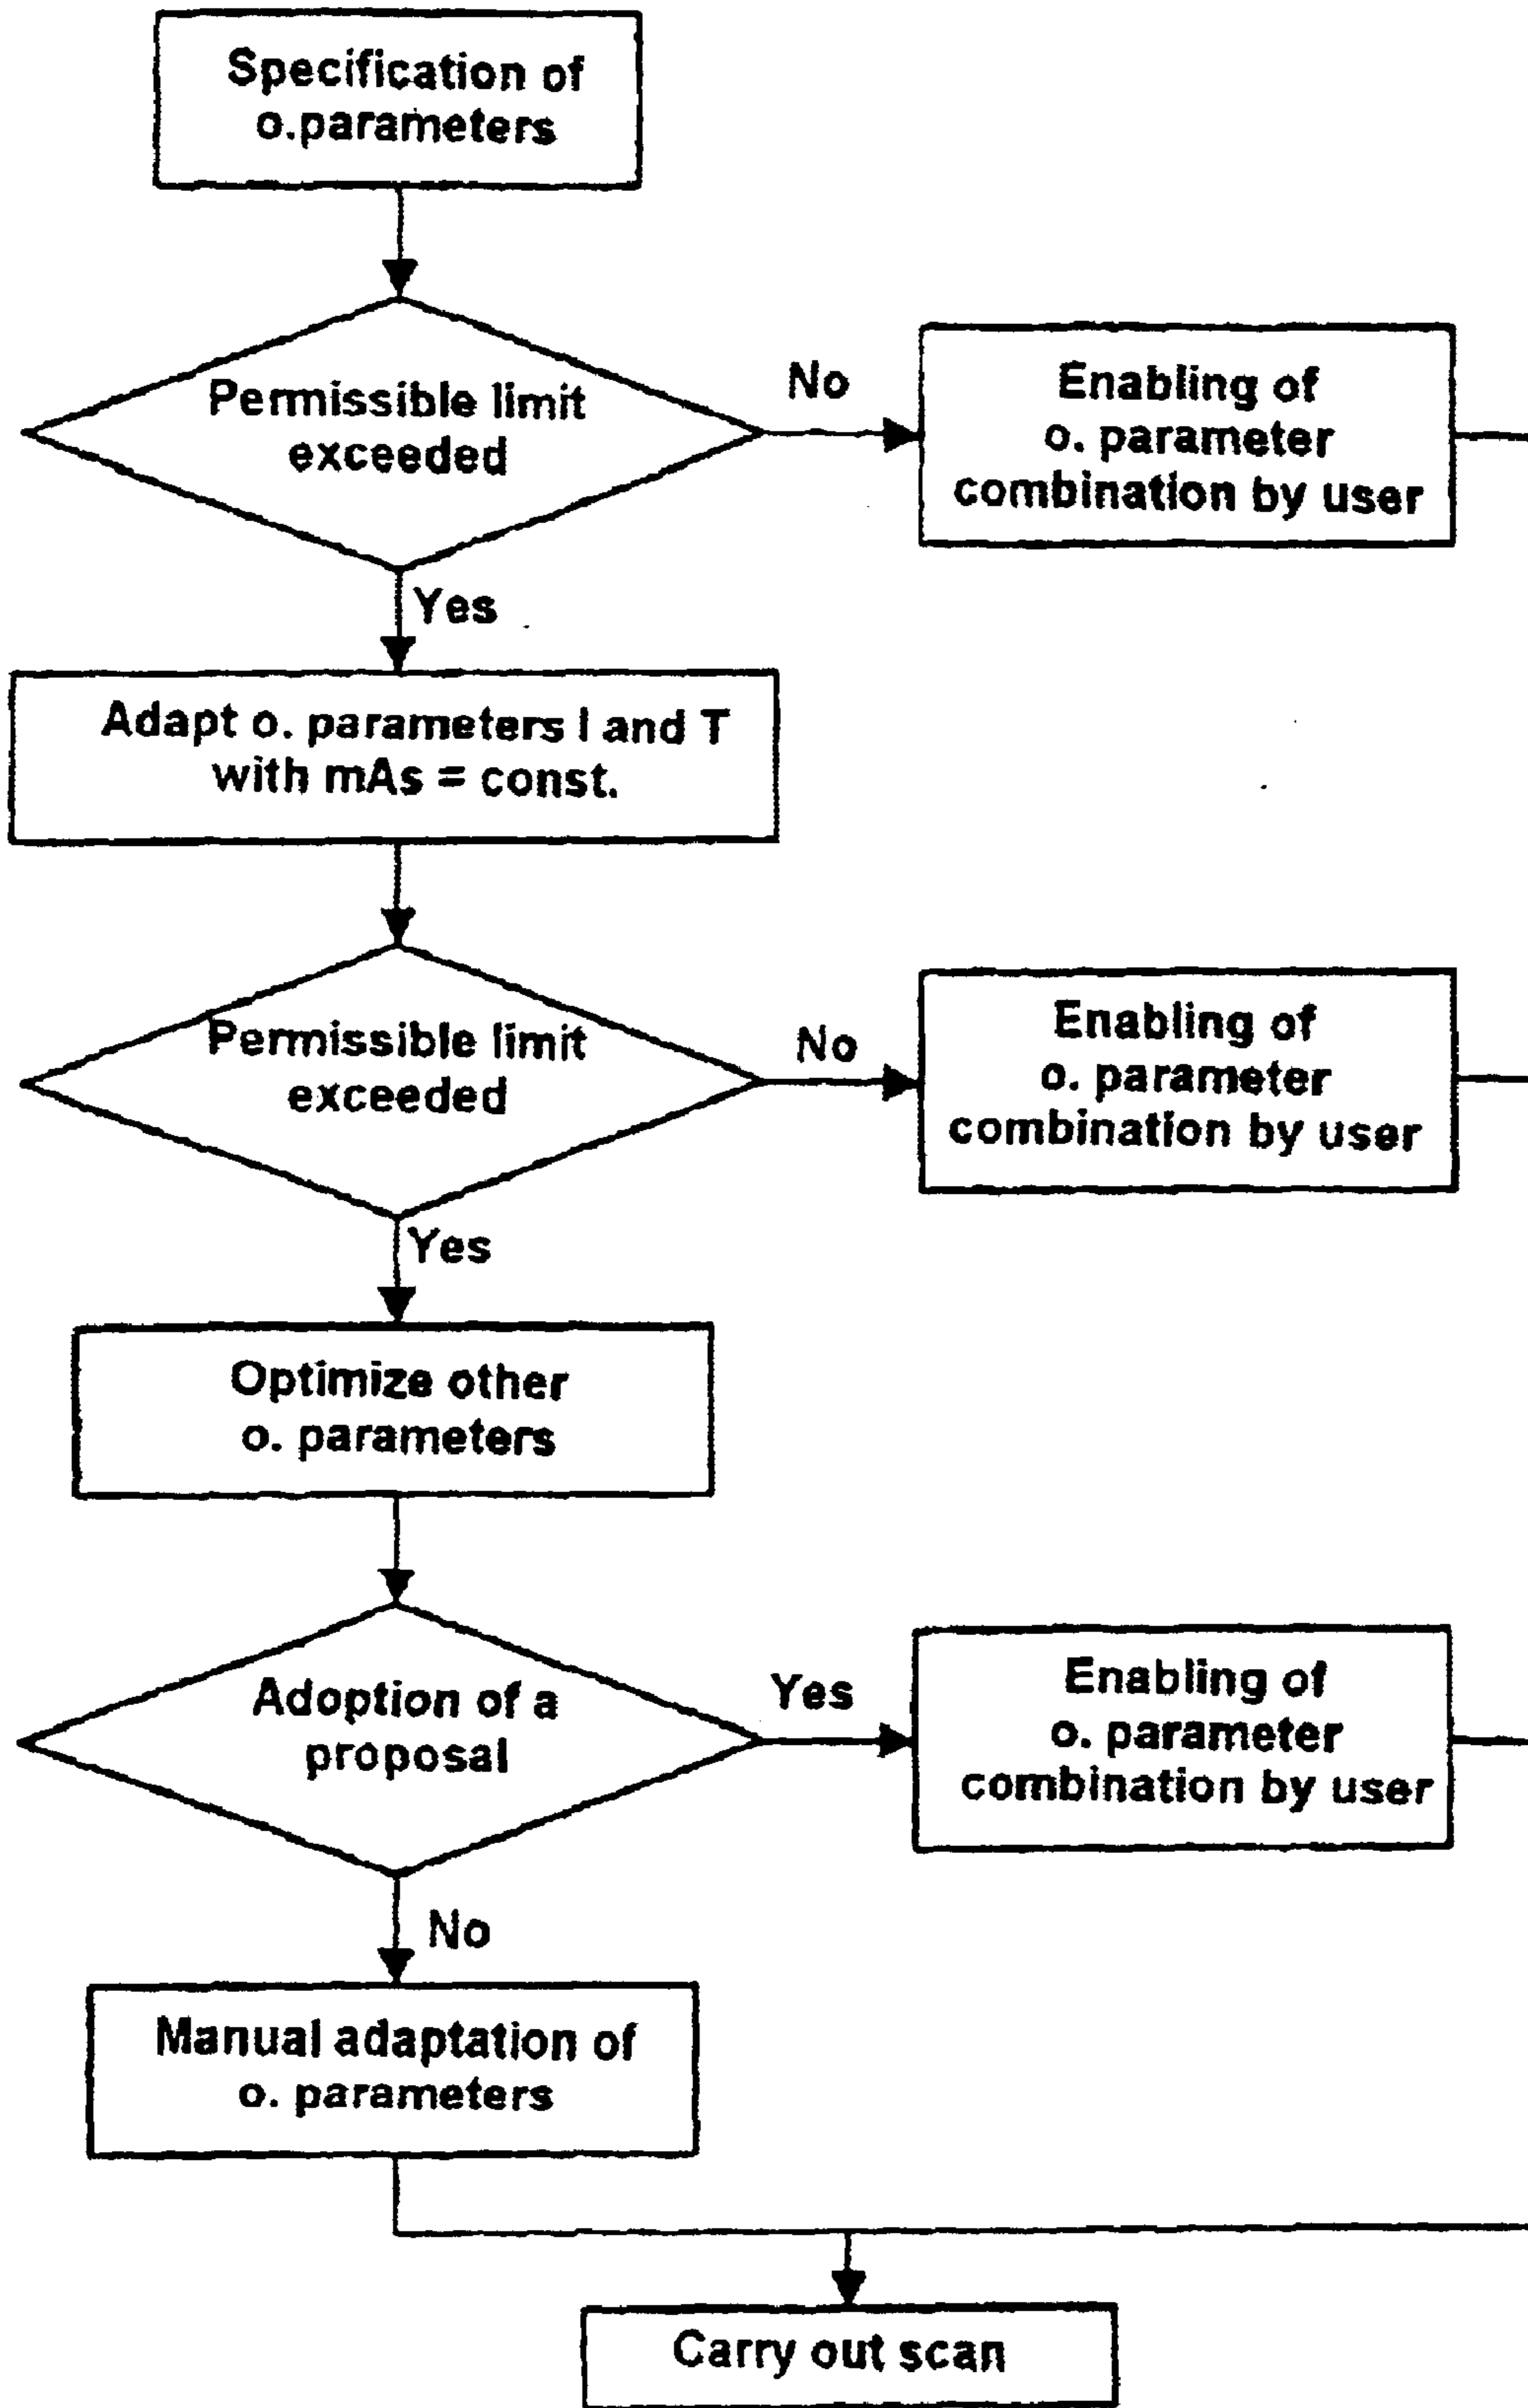 Specification of
o.parameters
Permissible limit
exceeded
No
Enabling of
o. parameter
combination by user
Yes
Adapt o. parameters I and T
with mAs = const.
Permissible limit
exceeded
No
Enabling of
o. parameter
combination by user
Yes
Optimize other
o. parameters
Adoption of a
proposal
Yes
Enabling of
o. parameter
combination by user
No
Manual adaptation of
o. parameters
Carry out scan